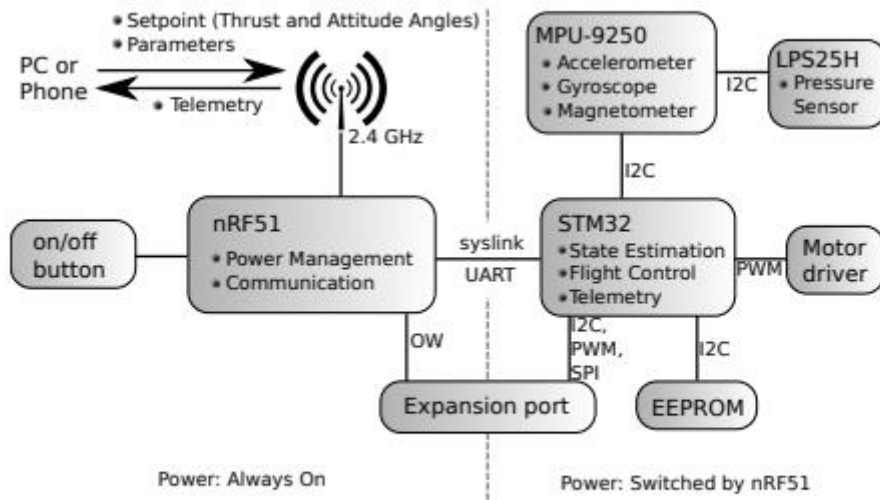 Setpoint (Thrust and Attitude Angles)
Parameters
PC or
Phone
Telemetry
2.4 GHz
MPU-9250
Accelerometer
Gyroscope
Magnetometer
I2C
LPS25H
Pressure
Sensor
I2C
nRF51
Power Management
Communication
on/off
button
syslink
UART
STM32
State Estimation
Flight Control
Telemetry
PWM
Motor
driver
OW
I2C,
PWM,
SPI
I2C
Expansion port
EEPROM
Power: Always On
Power: Switched by nRF51